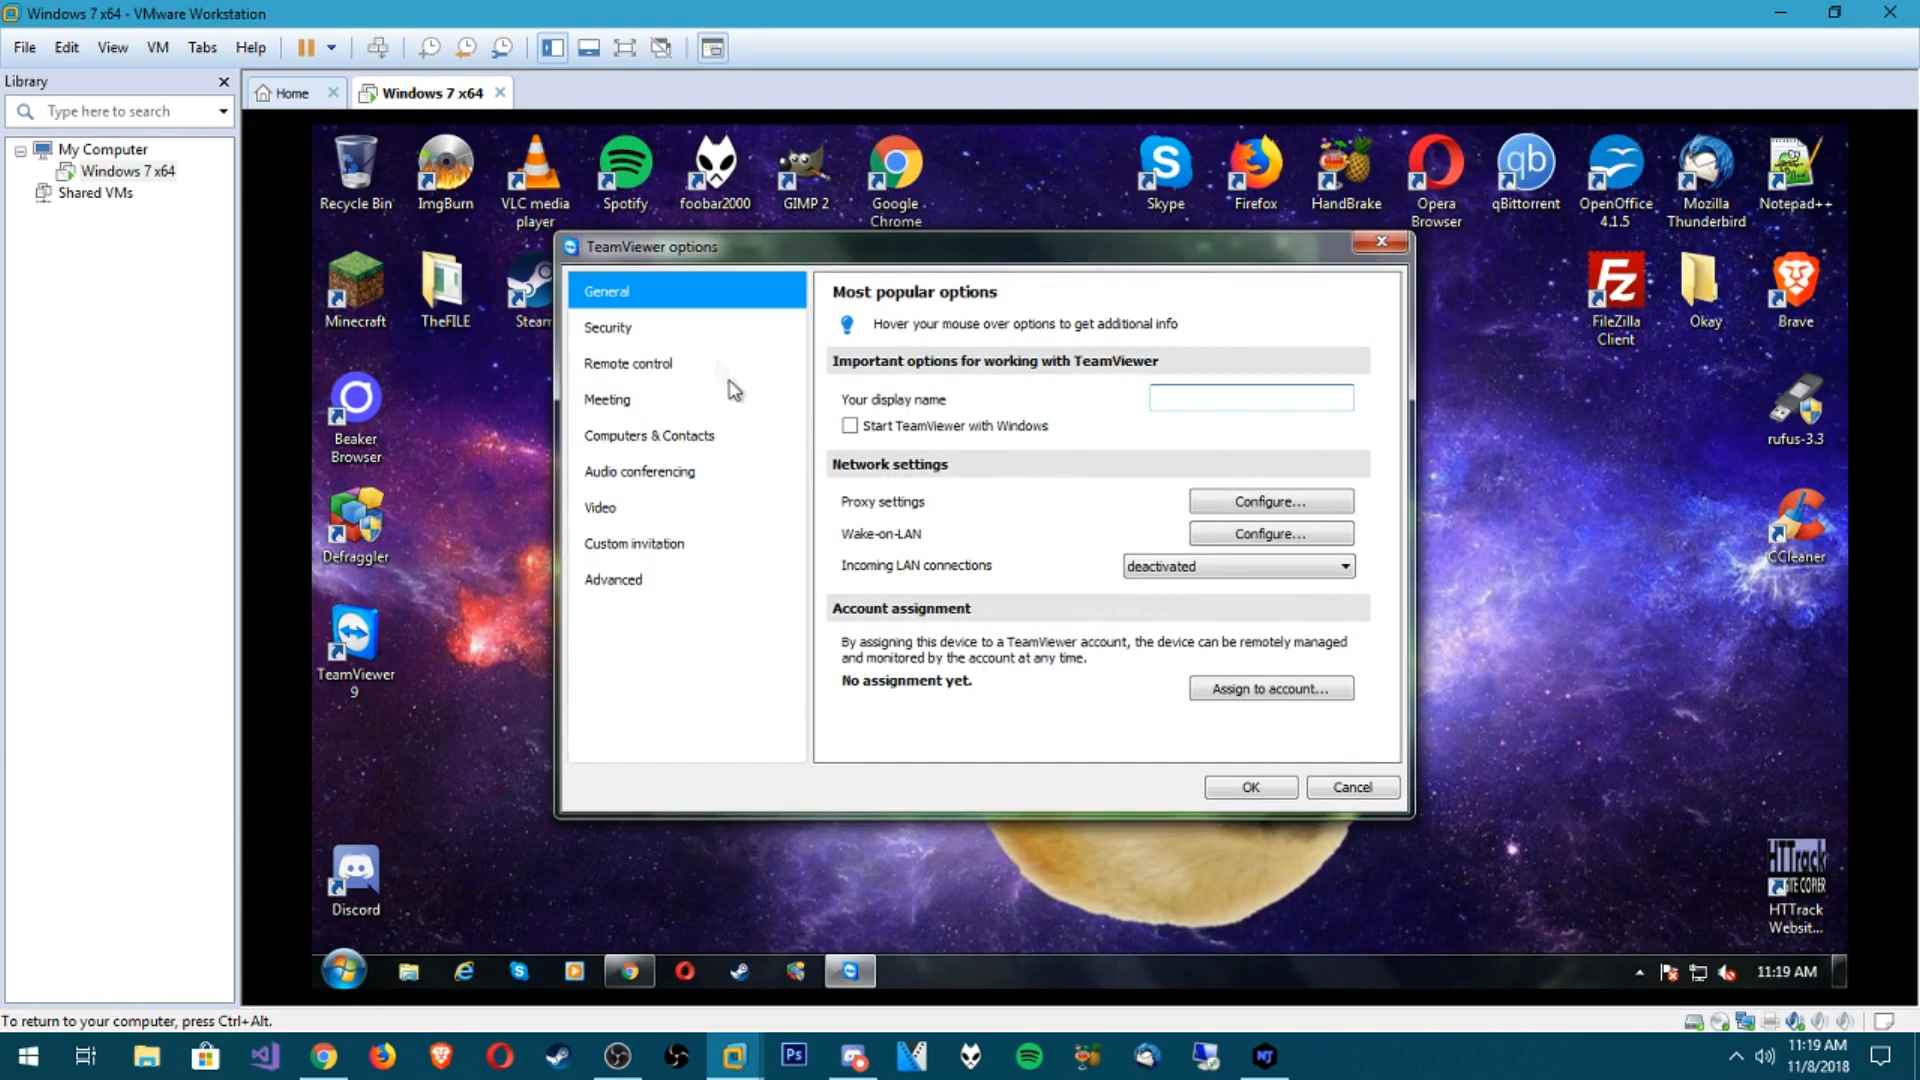 Windows 7 x64 - VMware Workstation
File Edit View VM Tabs Help
Library
Type here to search
My Computer
Windows 7 x64
Shared VMs
Home
Windows 7 x64
Recycle Bin
ImgBurn
VLC media player
Spotify
foobar2000
GIMP 2
Google Chrome
Skype
Firefox
HandBrake
Opera Browser
qBittorrent
OpenOffice 4.1.5
Mozilla Thunderbird
Notepad++
Minecraft
TheFILE
Steam
FileZilla Client
Okay
Brave
Beaker Browser
rufus-3.3
Defraggler
CCleaner
TeamViewer 9
Discord
HTTrack
SITE COPIER
HTTrack Websit...
TeamViewer options
General
Security
Remote control
Meeting
Computers & Contacts
Audio conferencing
Video
Custom invitation
Advanced
Most popular options
Hover your mouse over options to get additional info
Important options for working with TeamViewer
Your display name
Start TeamViewer with Windows
Network settings
Proxy settings Configure...
Wake-on-LAN Configure...
Incoming LAN connections deactivated
Account assignment
By assigning this device to a TeamViewer account, the device can be remotely managed
and monitored by the account at any time.
No assignment yet.
Assign to account...
OK Cancel
11:19 AM
To return to your computer, press Ctrl+Alt.
Ps
11:19 AM
11/8/2018